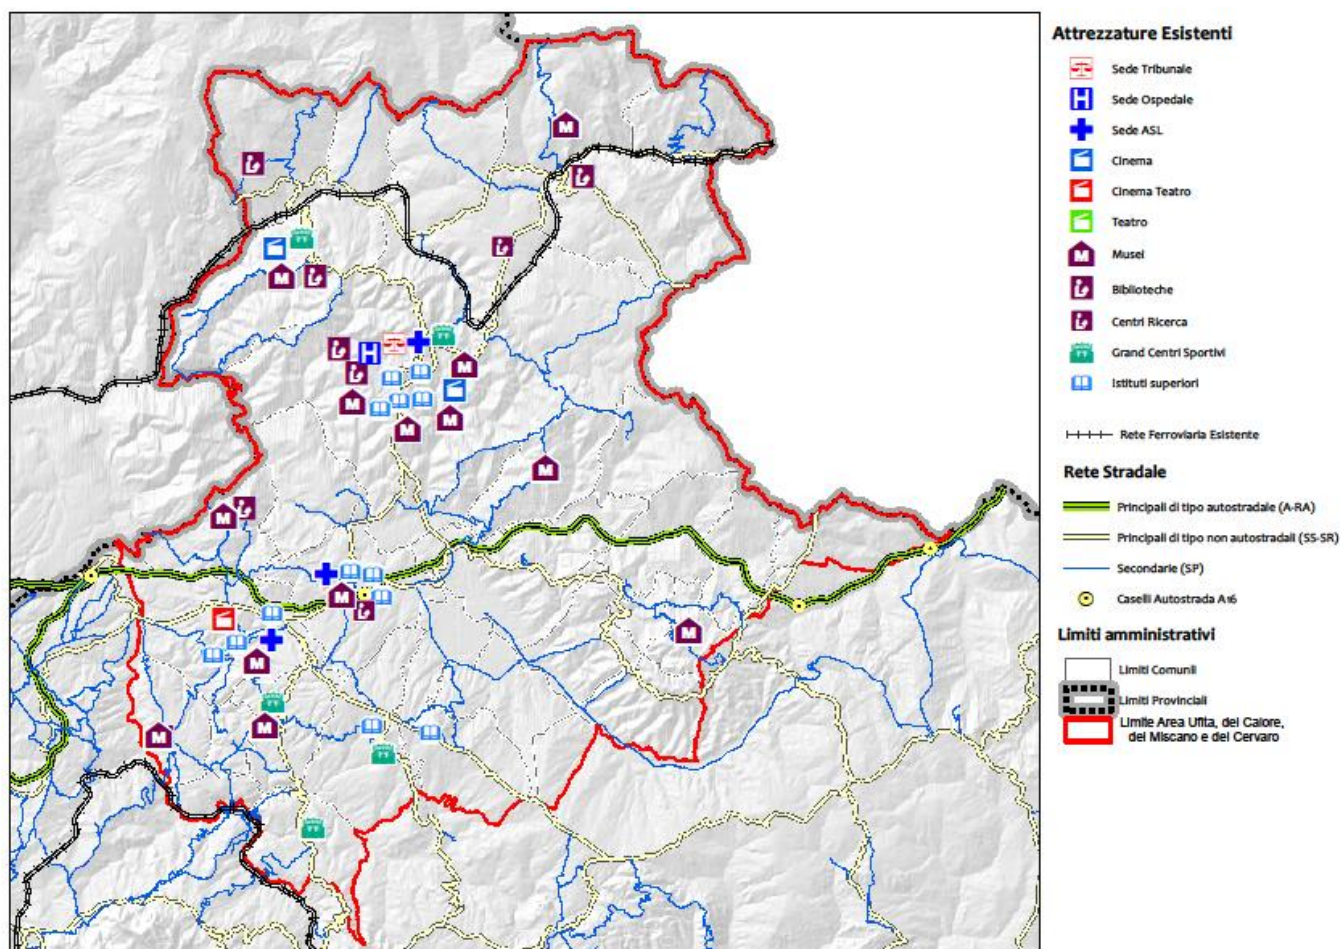 Attrezzature Esistenti
Sede Tribunale
Sede Ospedale
Sede ASL
Cinema
Cinema Teatro
Teatro
Musei
Biblioteche
Centri Ricerca
Grand Centri Sportivi
Istituti superiori
Rete Ferroviaria Esistente
Rete Stradale
Principali di tipo autostradale (A-RA)
Principali di tipo non autostradali (SS-SR)
Secondarie (SP)
Caselli Autostrada A16
Limiti amministrativi
Limiti Comunli
Limiti Provinciali
Limite Area Ufita, del Calore,
del Miscano e del Cervaro